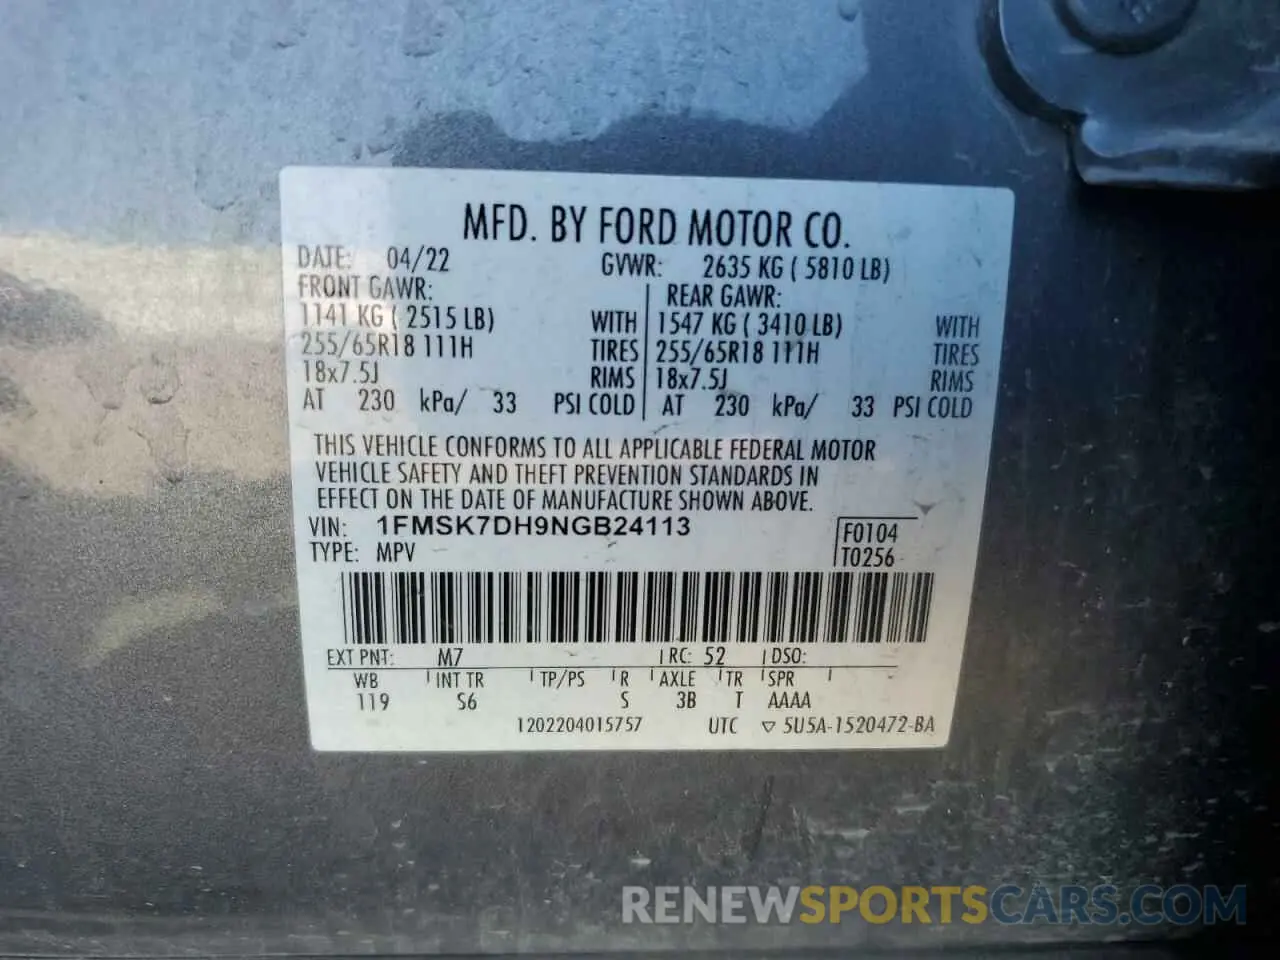 MFD. BY FORD MOTOR CO.
DATE: 04/22 GVWR: 2635 KG ( 5810 LB)
FRONT GAWR: REAR GAWR:
1141 KG ( 2515 LB) WITH 1547 KG ( 3410 LB) WITH
255/65R18 111H TIRES 255/65R18 111H TIRES
18x7.5J RIMS 18x7.5J RIMS
AT 230 kPa/ 33 PSI COLD AT 230 kPa/ 33 PSI COLD
THIS VEHICLE CONFORMS TO ALL APPLICABLE FEDERAL MOTOR
VEHICLE SAFETY AND THEFT PREVENTION STANDARDS IN
EFFECT ON THE DATE OF MANUFACTURE SHOWN ABOVE.
VIN: 1FMSK7DH9NGB24113 F0104
TYPE: MPV T0256
EXT PNT: M7 RC: 52 DSO:
WB INT TR TP/PS R AXLE TR SPR
119 S6 S 3B T AAAA
1202204015757 UTC ▽ 5U5A-1520472-BA
RENEWSPORTSCARS.COM